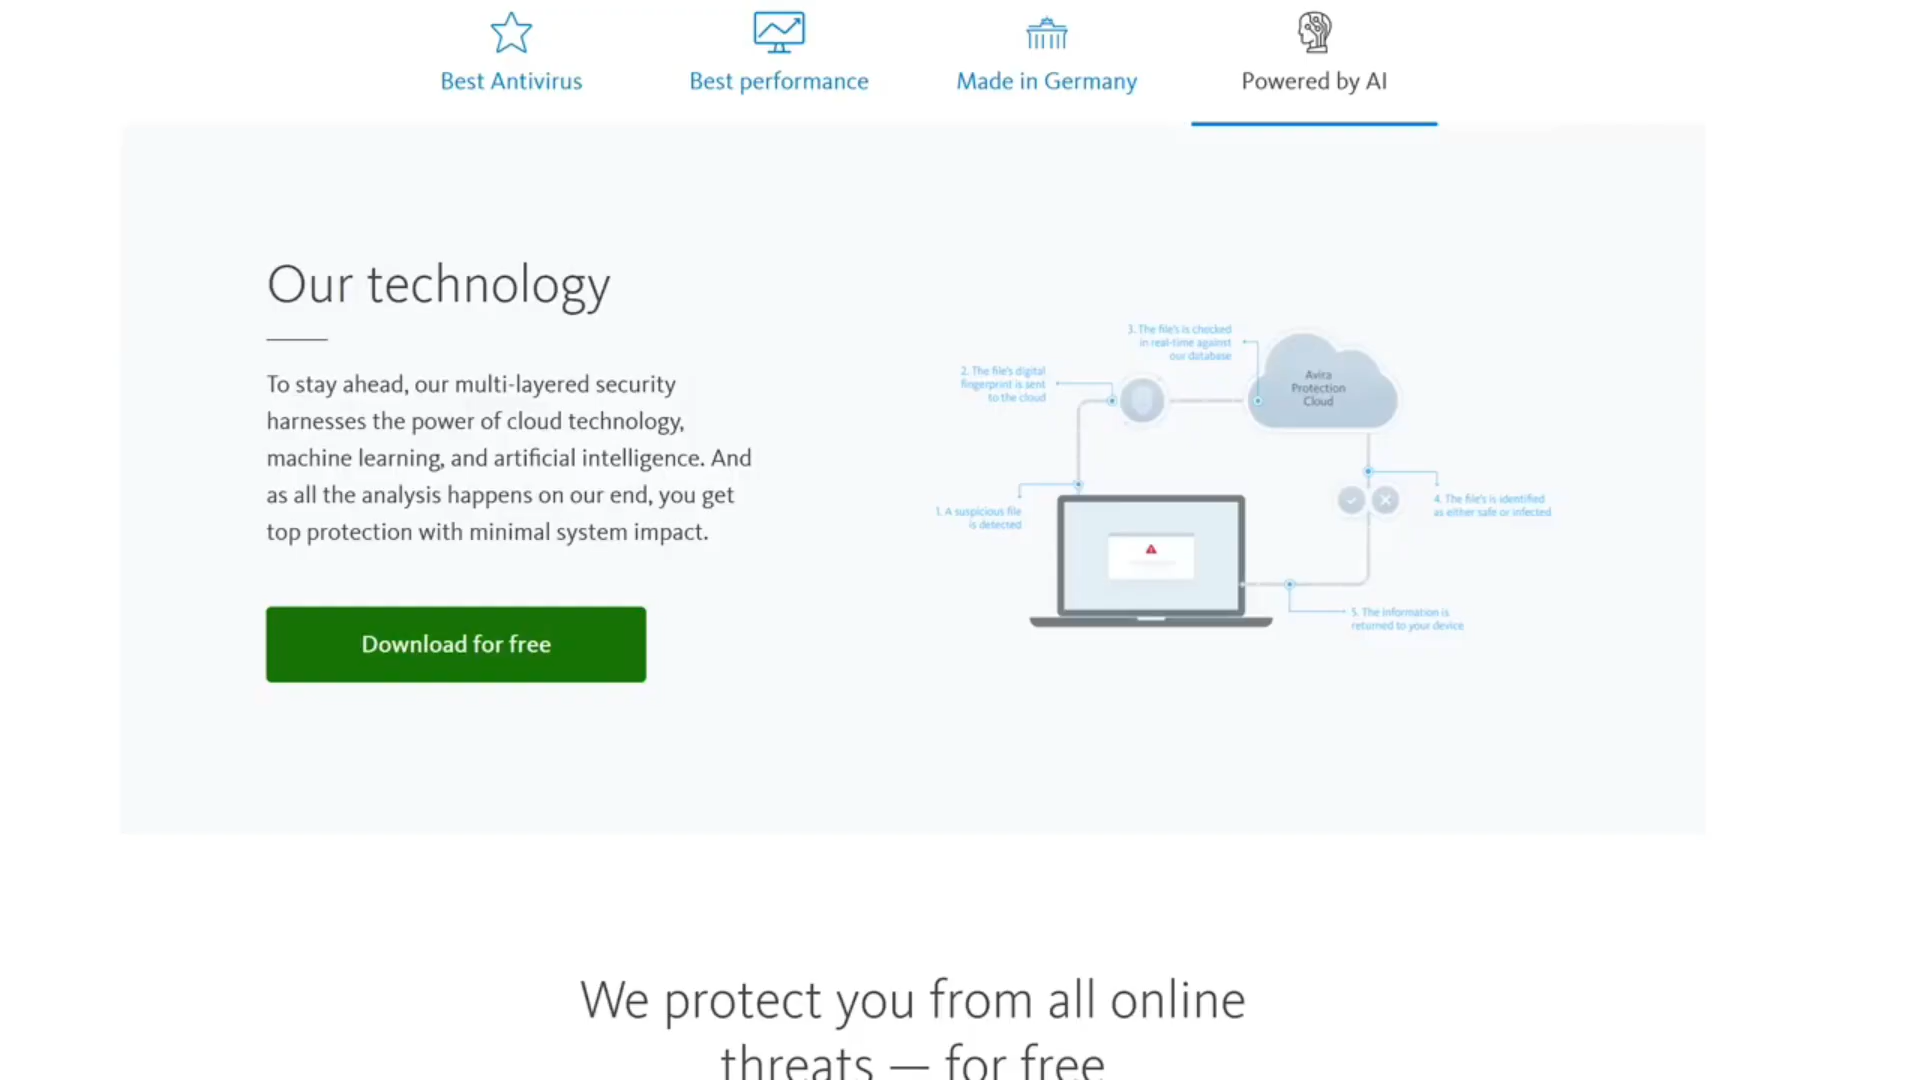 Best Antivirus
Best performance
Made in Germany
Powered by AI
Our technology
To stay ahead, our multi-layered security
harnesses the power of cloud technology,
machine learning, and artificial intelligence. And
as all the analysis happens on our end, you get
top protection with minimal system impact.
Download for free
3. The file's is checked
in real-time against
our database
Avira
Protection
Cloud
2. The file's digital
fingerprint is sent
to the cloud
1. A suspicious file
is detected
4. The file's is identified
as either safe or infected
5. The information is
returned to your device
We protect you from all online
threats — for free